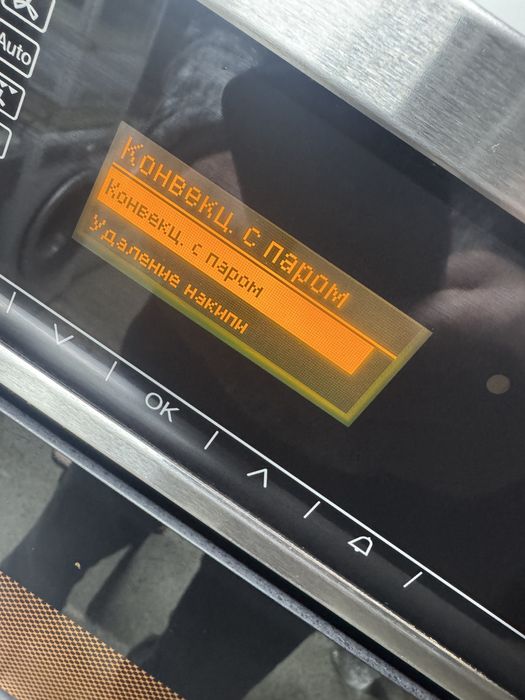 Auto
Конвекц. с паром
Конвекц. с паром
Удаление накипи
OK